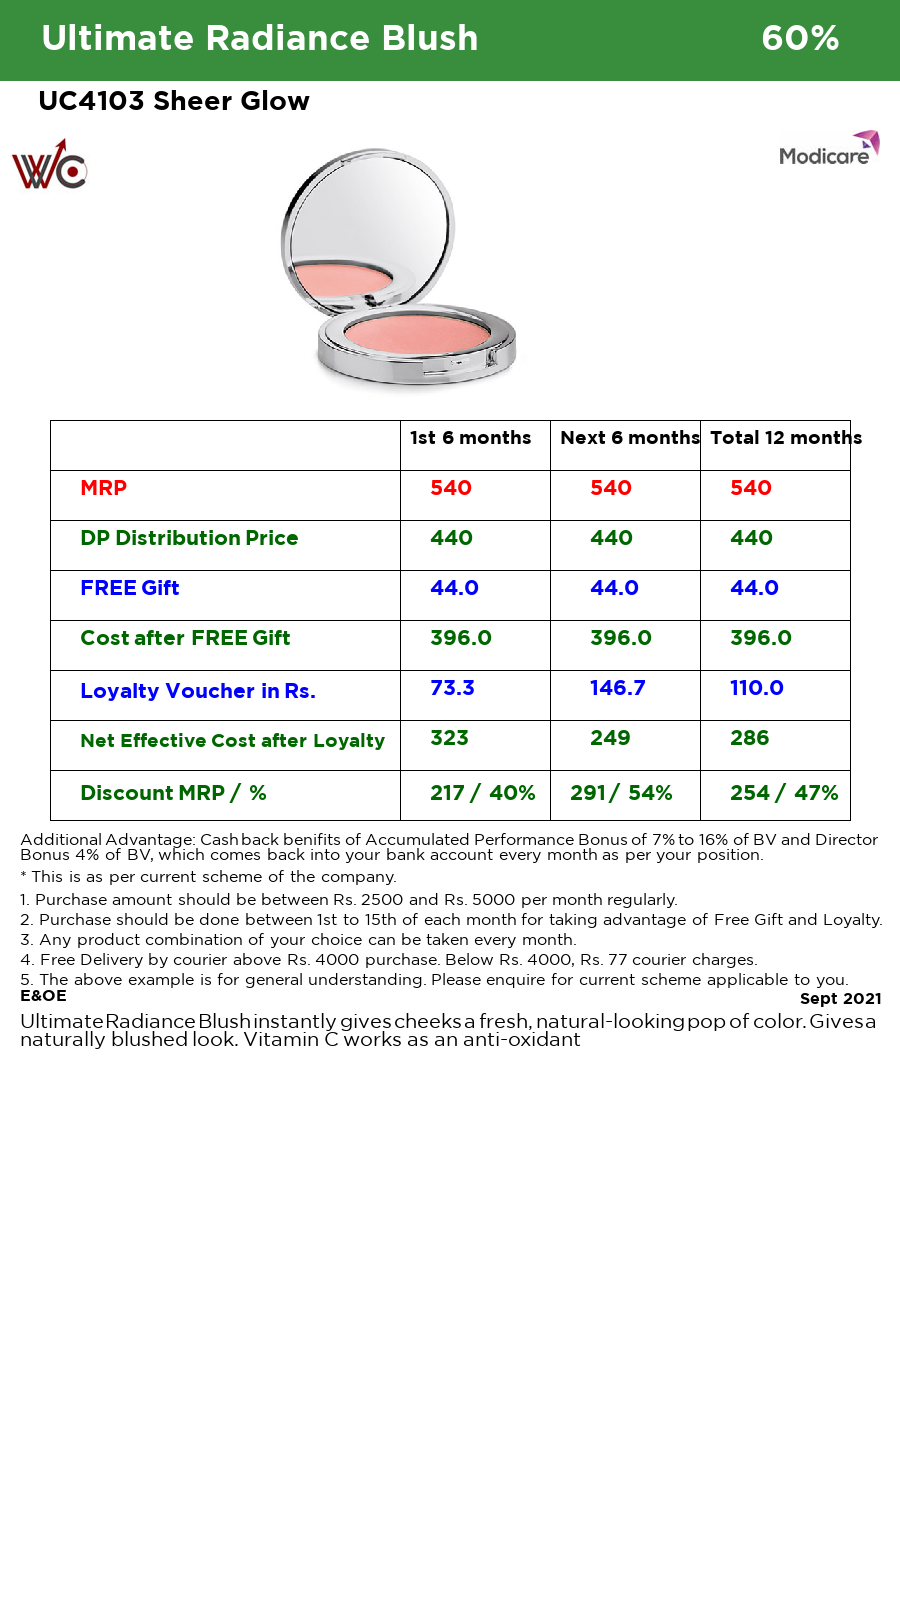 Ultimate Radiance Blush 60%
UC4103 Sheer Glow
WC
Modicare
1st 6 months Next 6 months Total 12 months
MRP 540 540 540
DP Distribution Price 440 440 440
FREE Gift 44.0 44.0 44.0
Cost after FREE Gift 396.0 396.0 396.0
Loyalty Voucher in Rs. 73.3 146.7 110.0
Net Effective Cost after Loyalty 323 249 286
Discount MRP / % 217 / 40% 291 / 54% 254 / 47%
Additional Advantage: Cashback benifits of Accumulated Performance Bonus of 7% to 16% of BV and Director
Bonus 4% of BV, which comes back into your bank account every month as per your position.
* This is as per current scheme of the company.
1. Purchase amount should be between Rs. 2500 and Rs. 5000 per month regularly.
2. Purchase should be done between 1st to 15th of each month for taking advantage of Free Gift and Loyalty.
3. Any product combination of your choice can be taken every month.
4. Free Delivery by courier above Rs. 4000 purchase. Below Rs. 4000, Rs. 77 courier charges.
5. The above example is for general understanding. Please enquire for current scheme applicable to you.
E&OE Sept 2021
Ultimate Radiance Blush instantly gives cheeks a fresh, natural-looking pop of color. Gives a
naturally blushed look. Vitamin C works as an anti-oxidant